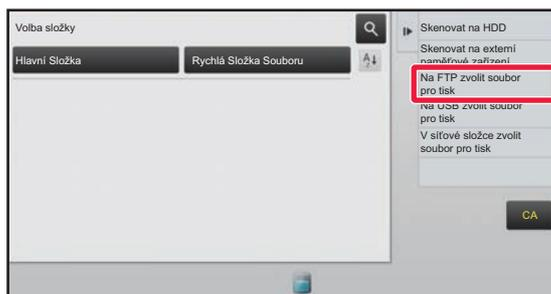 Volba složky
Hlavní Složka
Rychlá Složka Souboru
Skenovat na HDD
Skenovat na externí
paměťové zařízení
Na FTP zvolit soubor
pro tisk
Na USB zvolit soubor
pro tisk
V síťové složce zvolit
soubor pro tisk
CA